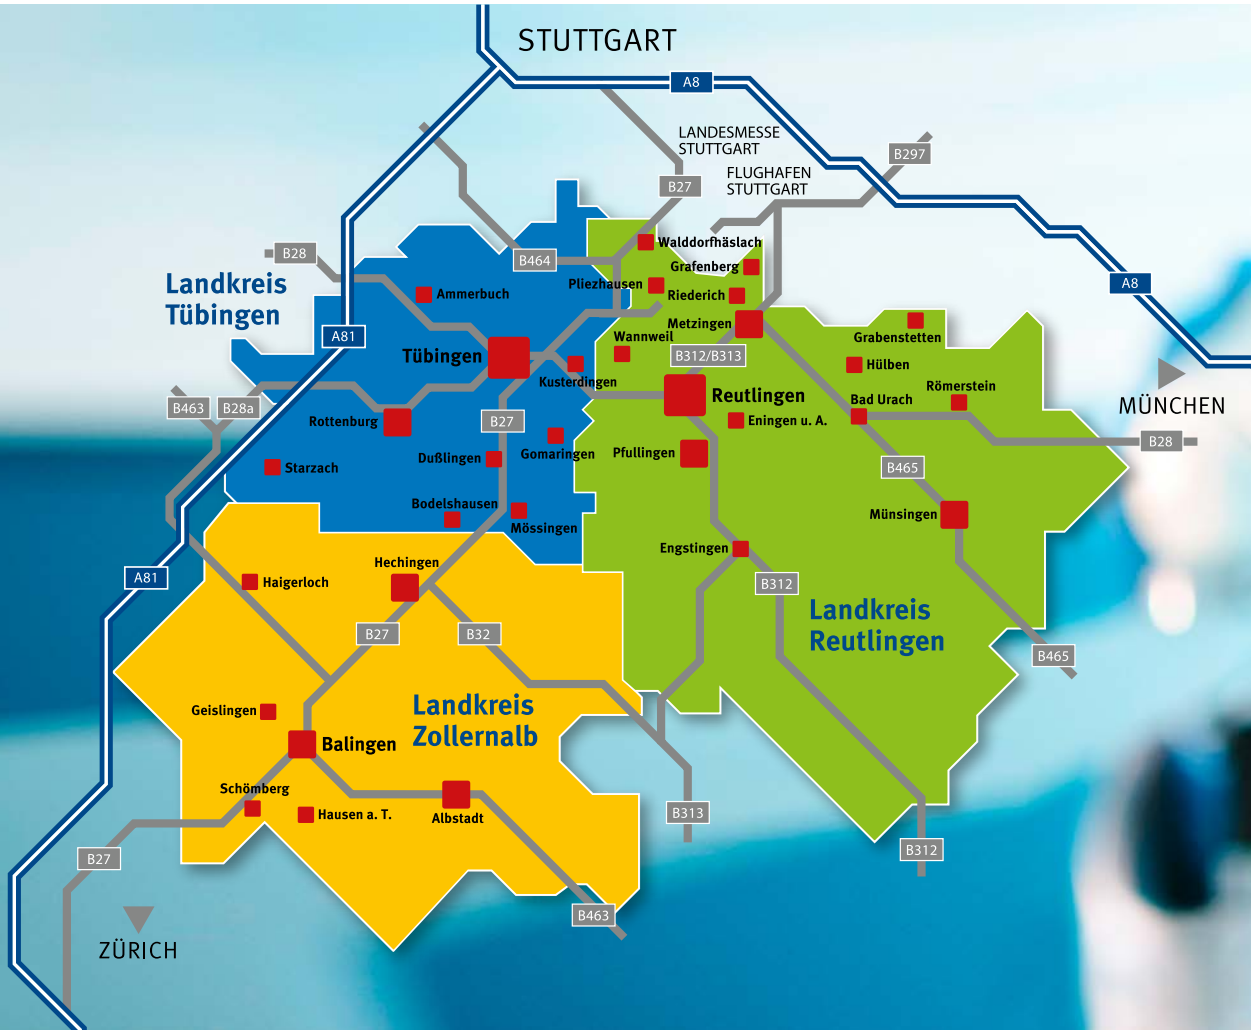 STUTTGART
A8
LANDESMESSE
STUTTGART
B297
FLUGHAFEN
STUTTGART
B27
Walddorfhäslach
B28
B464
Grafenberg
Landkreis
Tübingen
Pliezhausen
Riederich
A8
Ammerbuch
Metzingen
Grabenstetten
A81
Wannweil
Tübingen
B312/B313
Hülben
Kusterdingen
Römerstein
MÜNCHEN
Reutlingen
Bad Urach
B463
B28a
Rottenburg
B27
Eningen u. A.
B28
Gomaringen
Pfullingen
Dußlingen
Starzach
B465
Bodelshausen
Mössingen
Münsingen
Engstingen
Hechingen
A81
Haigerloch
B312
Landkreis
Reutlingen
B27
B32
B465
Geislingen
Landkreis
Zollernalb
Balingen
Schömberg
Hausen a. T.
Albstadt
B313
B312
B27
B463
ZÜRICH